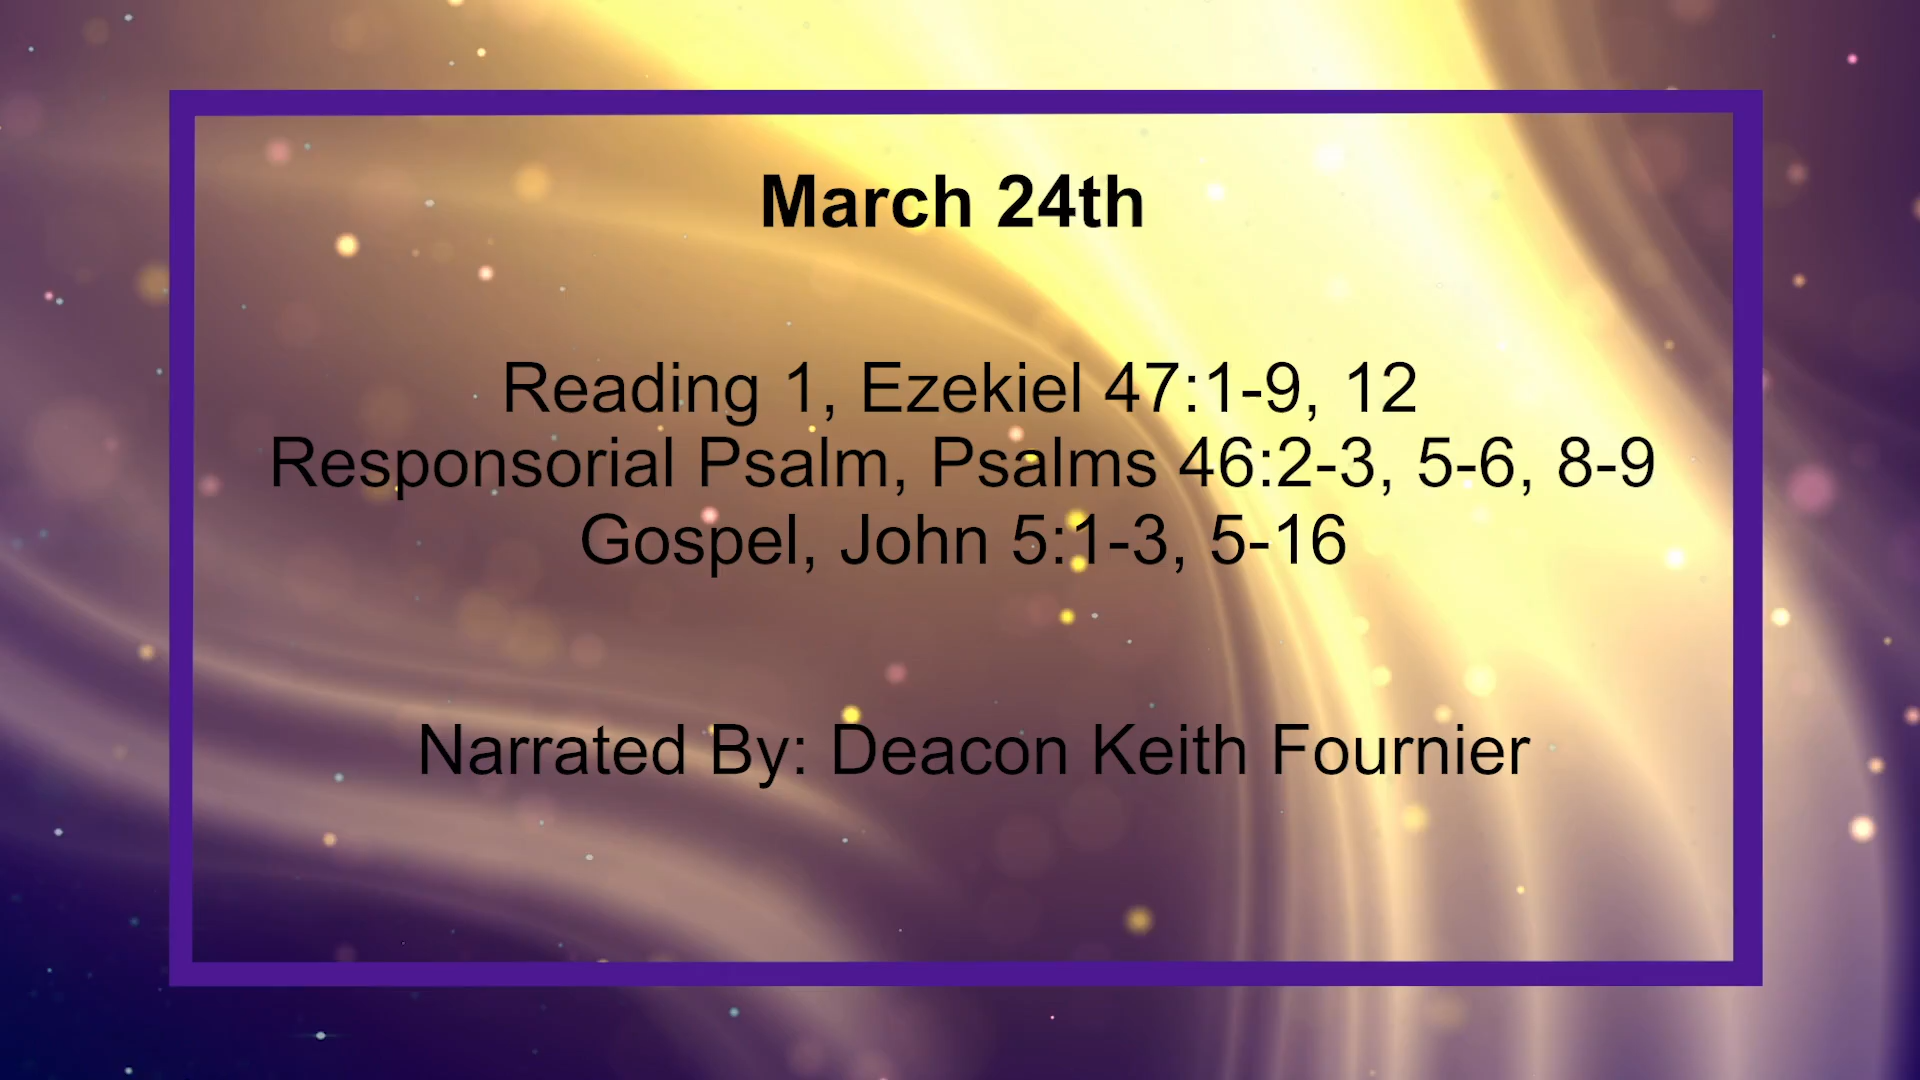 March 24th
Reading 1, Ezekiel 47:1-9, 12
Responsorial Psalm, Psalms 46:2-3, 5-6, 8-9
Gospel, John 5:1-3, 5-16
Narrated By: Deacon Keith Fournier